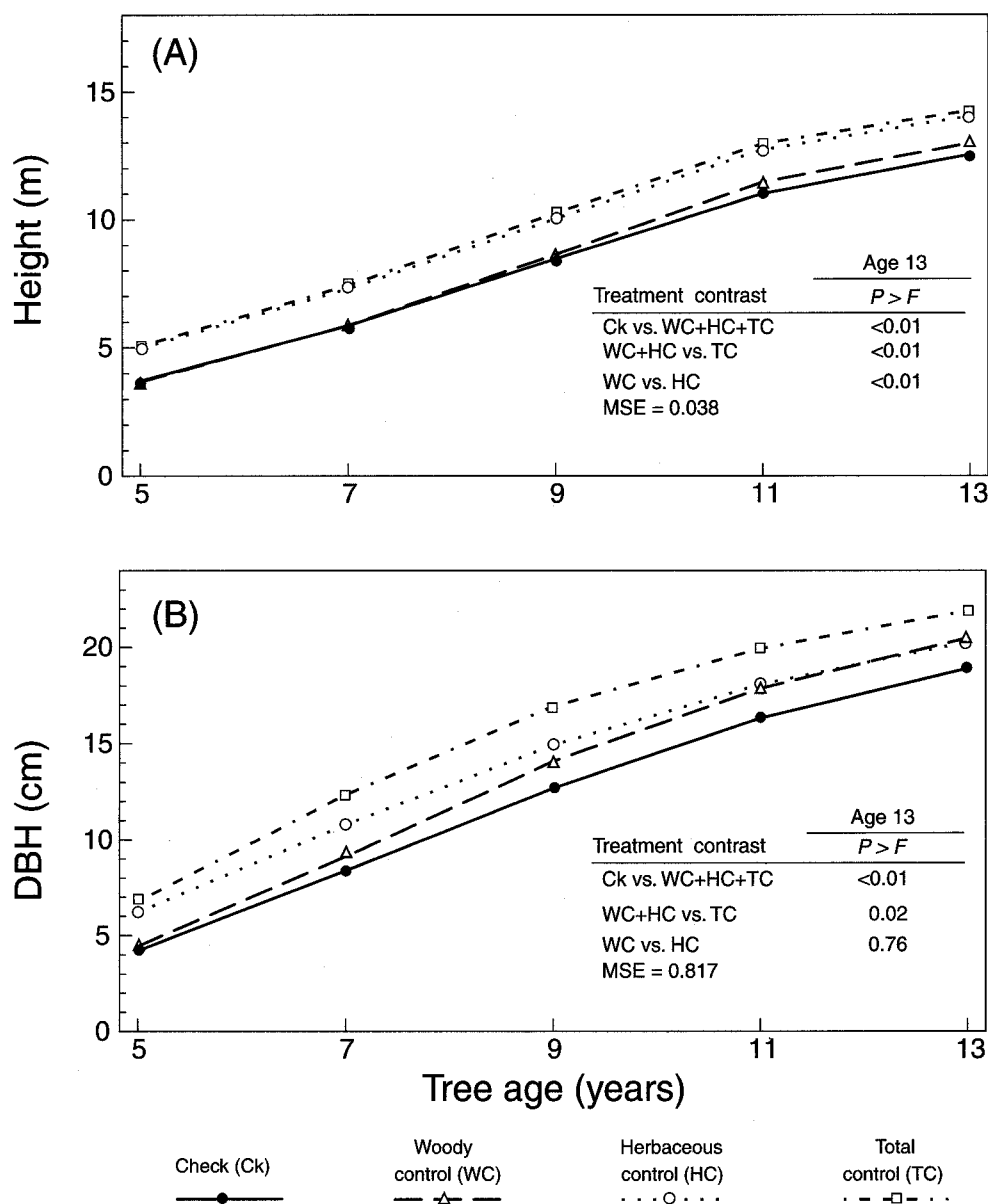 (A)
15
10
5
0
Height (m)
Age 13
Treatment contrast P > F
Ck vs. WC+HC+TC <0.01
WC+HC vs. TC <0.01
WC vs. HC <0.01
MSE = 0.038
5 7 9 11 13
(B)
20
15
10
5
0
DBH (cm)
Age 13
Treatment contrast P > F
Ck vs. WC+HC+TC <0.01
WC+HC vs. TC 0.02
WC vs. HC 0.76
MSE = 0.817
5 7 9 11 13
Tree age (years)
Check (Ck)
Woody
control (WC)
Herbaceous
control (HC)
Total
control (TC)